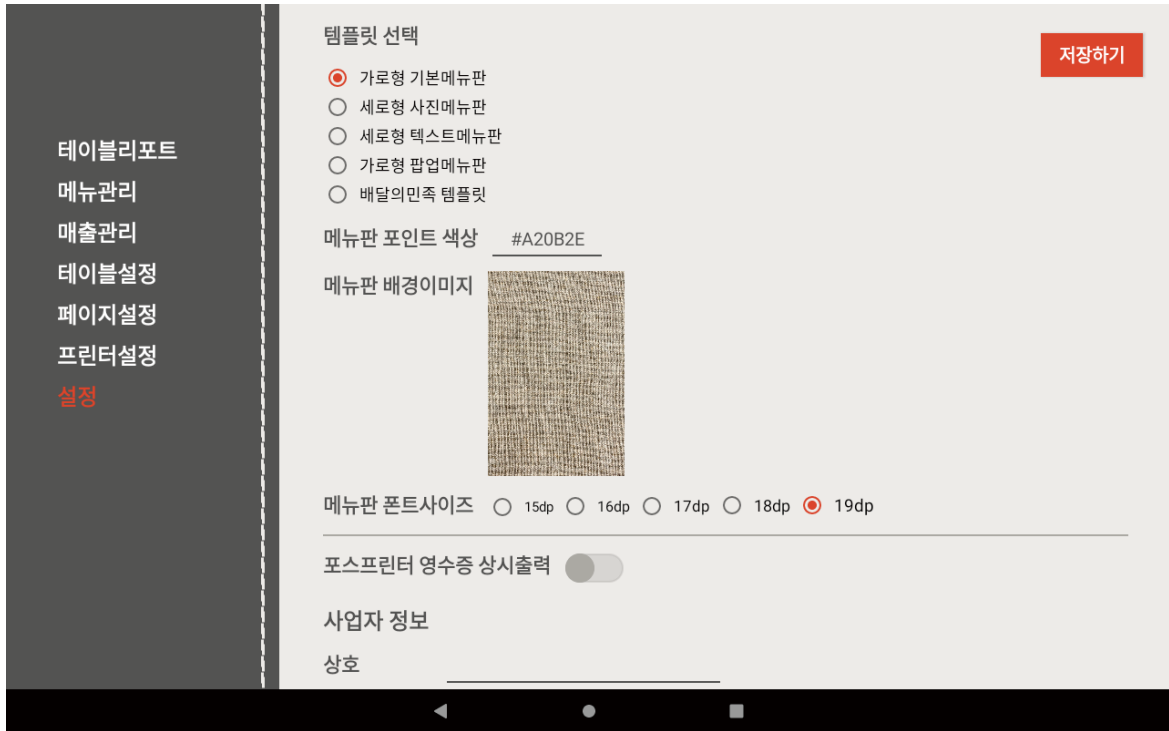 테이블리포트
메뉴관리
매출관리
테이블설정
페이지설정
프린터설정
설정
템플릿 선택
저장하기
가로형 기본메뉴판
세로형 사진메뉴판
세로형 텍스트메뉴판
가로형 팝업메뉴판
배달의민족 템플릿
메뉴판 포인트 색상 #A20B2E
메뉴판 배경이미지
메뉴판 폰트사이즈 15dp 16dp 17dp 18dp 19dp
포스프린터 영수증 상시출력
사업자 정보
상호